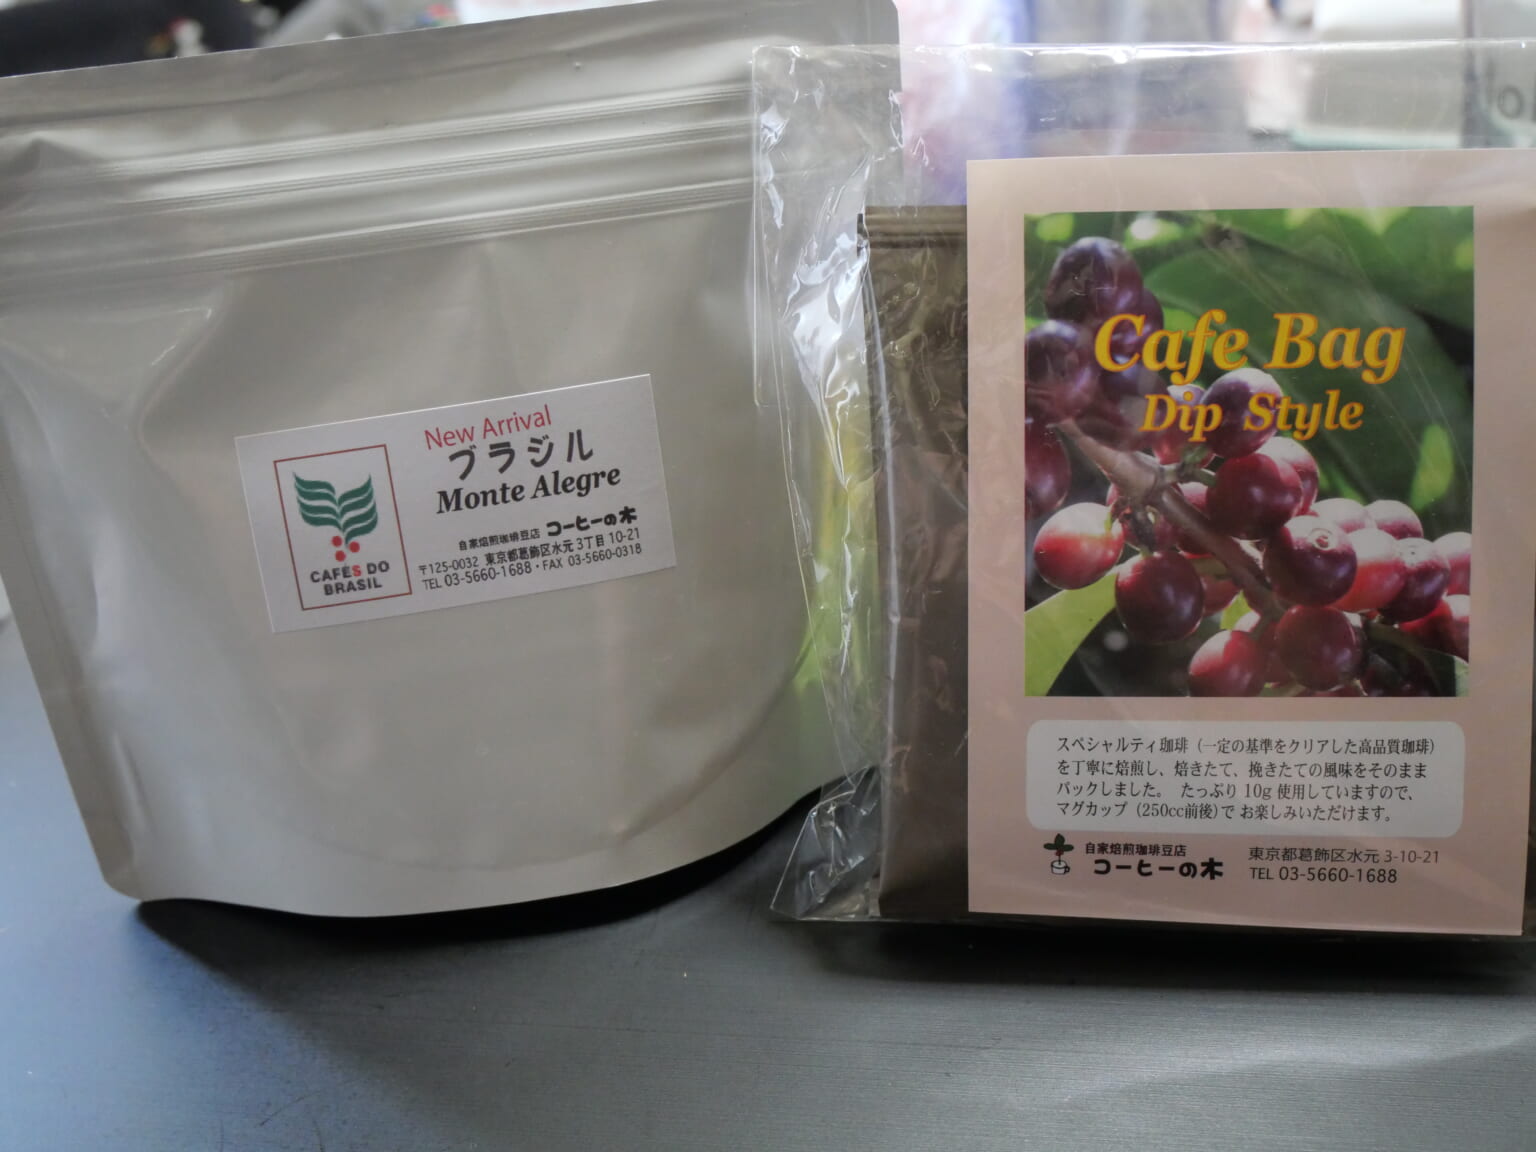 New Arrival
ブラジル
Monte Alegre
CAFÉS DO
BRASIL
自家焙煎珈琲豆店 コーヒーの木
〒125-0032 東京都葛飾区水元 3丁目 10-21
TEL 03-5660-1688・FAX 03-5660-0318
Cafe Bag
Dip Style
スペシャルティ珈琲（一定の基準をクリアした高品質珈琲）
を丁寧に焙煎し、焙きたて、挽きたての風味をそのまま
パックしました。 たっぷり 10g 使用していますので、
マグカップ（250cc前後）で お楽しみいただけます。
自家焙煎珈琲豆店
コーヒーの木
東京都葛飾区水元 3-10-21
TEL 03-5660-1688